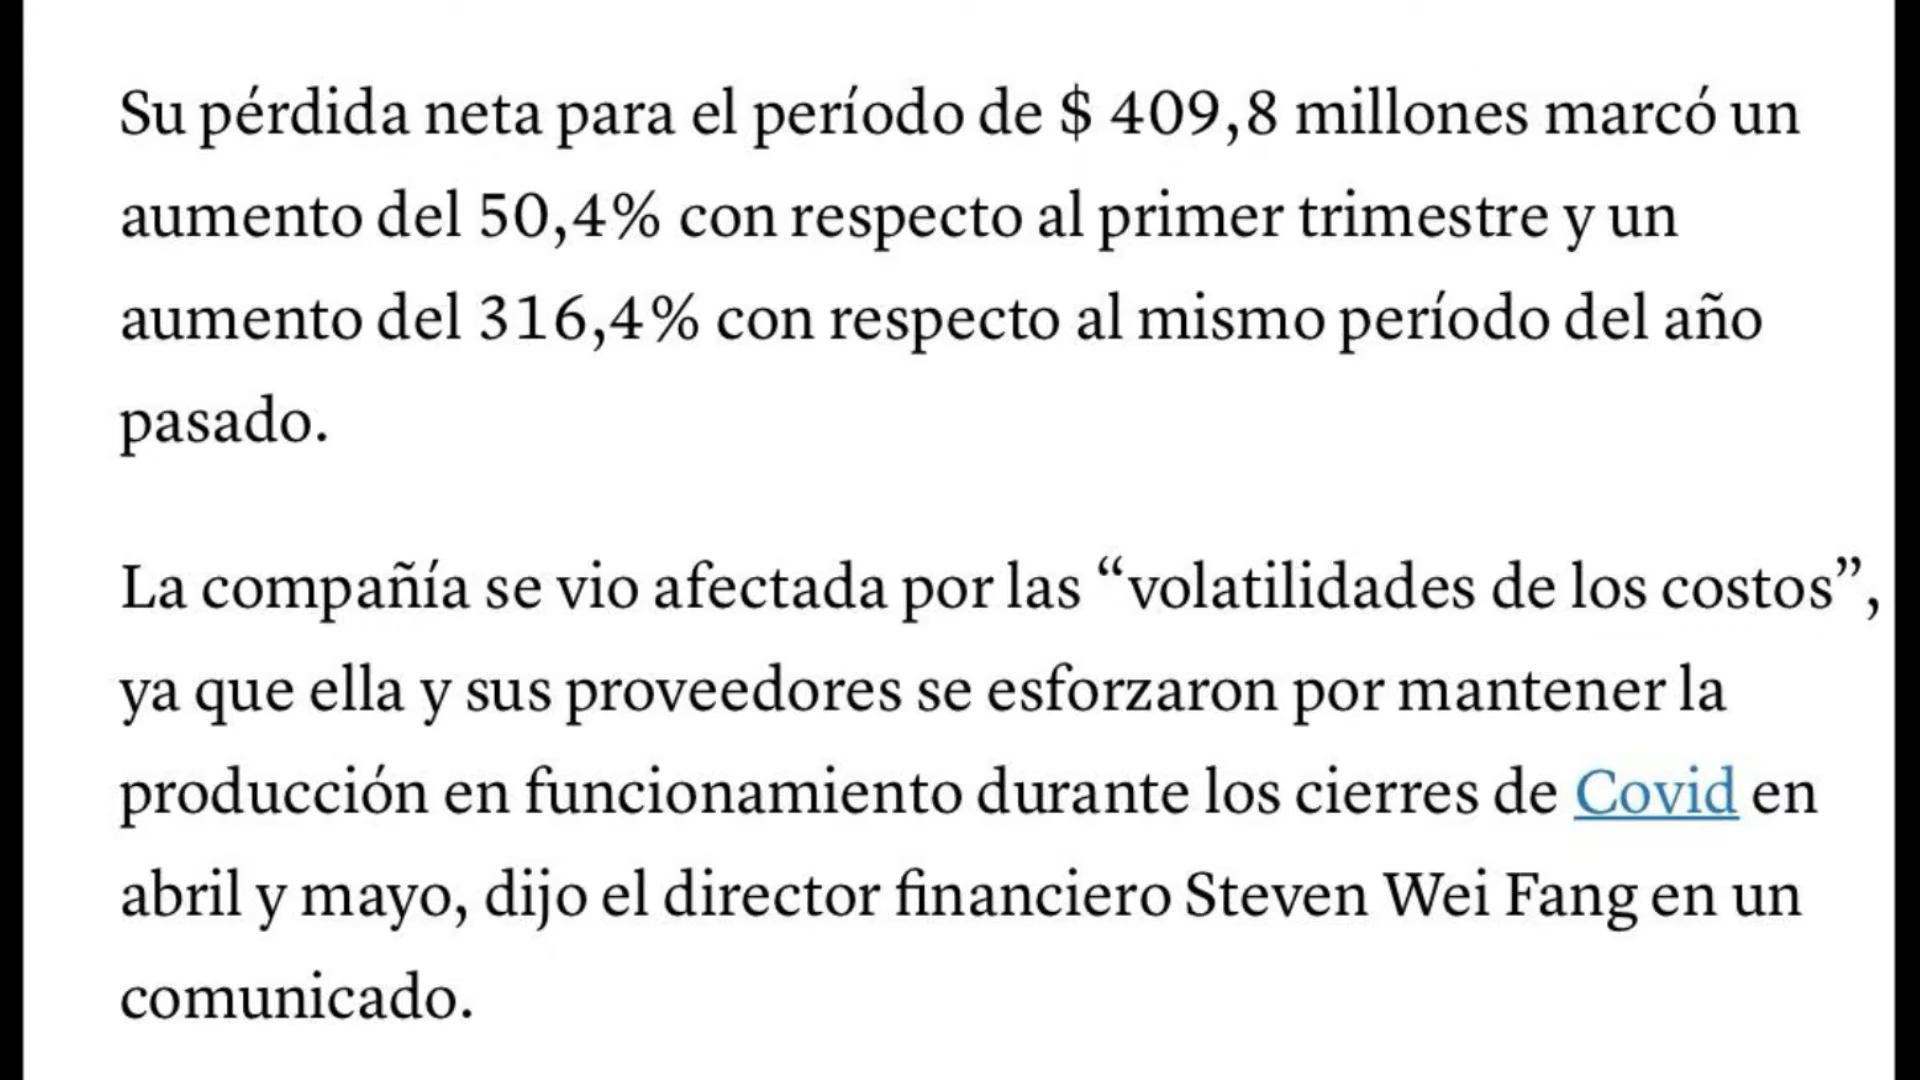 Su pérdida neta para el período de $ 409,8 millones marcó un
aumento del 50,4% con respecto al primer trimestre y un
aumento del 316,4% con respecto al mismo período del año
pasado.
La compañía se vio afectada por las “volatilidades de los costos”,
ya que ella y sus proveedores se esforzaron por mantener la
producción en funcionamiento durante los cierres de Covid en
abril y mayo, dijo el director financiero Steven Wei Fang en un
comunicado.